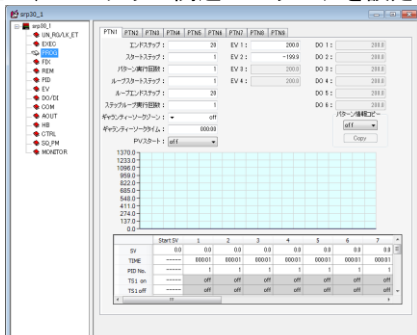 srp30_1
srp30_1
UN_RG/LK_ET
EXEC
PROG
FIX
REM
PID
EV
DO/DI
COM
AOUT
HB
CTRL
SO_PM
MONITOR
PTN1 PTN2 PTN3 PTN4 PTN5 PTN6 PTN7 PTN8 PTN9
エンドステップ： 20 EV 1： 200.0 DO 1： 200.0
スタートステップ： 1 EV 2： -199.9 DO 2： 200.0
パターン実行回数： 1 EV 3： 200.0 DO 3： 200.0
ループスタートステップ： 1 EV 4： 200.0 DO 4： 200.0
ループエンドステップ： 20 DO 5： 200.0
ステップループ実行回数： 1 DO 6： 200.0
ギャランティーソークゾーン： off
ギャランティーソークタイム： 000:00
PVスタート： off
パターン情報コピー
off
Copy
1370.0
1233.0
1096.0
959.0
822.0
685.0
548.0
411.0
274.0
137.0
0.0
Start SV 1 2 3 4 5 6 7
SV 0.0 0.0 0.0 0.0 0.0 0.0 0.0 0.0
TIME ----- 000:01 000:01 000:01 000:01 000:01 000:01 000:01
PID No. ----- 1 1 1 1 1 1 1
TS1 on ----- off off off off off off off
TS1 off ----- off off off off off off off